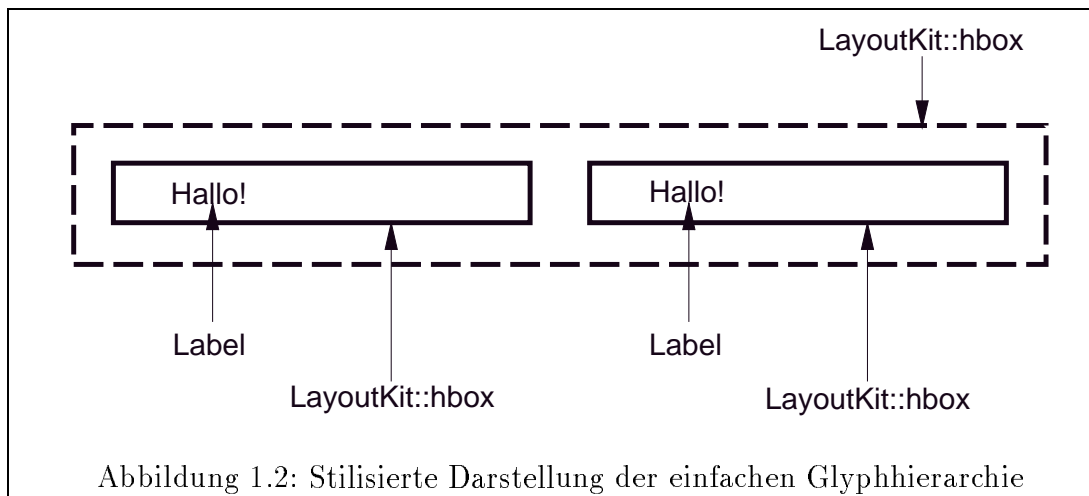 LayoutKit::hbox
Hallo! Hallo!
Label Label
LayoutKit::hbox LayoutKit::hbox
Abbildung 1.2: Stilisierte Darstellung der einfachen Glyphhierarchie